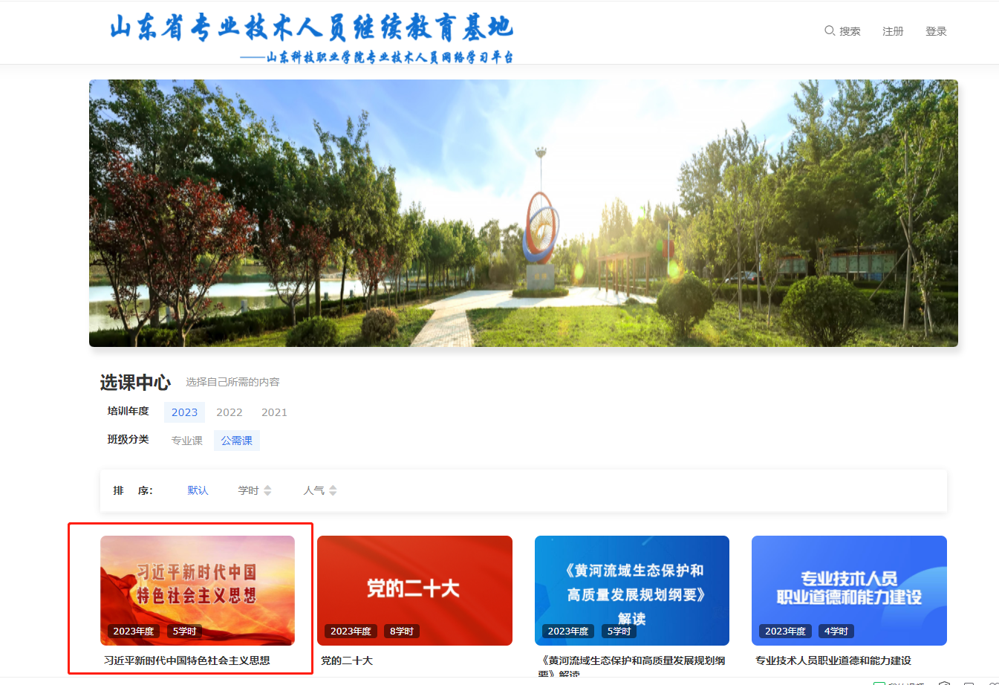 山东省专业技术人员继续教育基地
——山东科技职业学院专业技术人员网络学习平台
搜索 注册 登录
选课中心 选择自己所需的内容
培训年度 2023 2022 2021
班级分类 专业课 公需课
排 序： 默认 学时 人气
习近平新时代中国
特色社会主义思想
2023年度 5学时
习近平新时代中国特色社会主义思想
党的二十大
2023年度 8学时
党的二十大
《黄河流域生态保护和
高质量发展规划纲要》
解读
2023年度 5学时
《黄河流域生态保护和高质量发展规划纲
要》解读
专业技术人员
职业道德和能力建设
2023年度 4学时
专业技术人员职业道德和能力建设